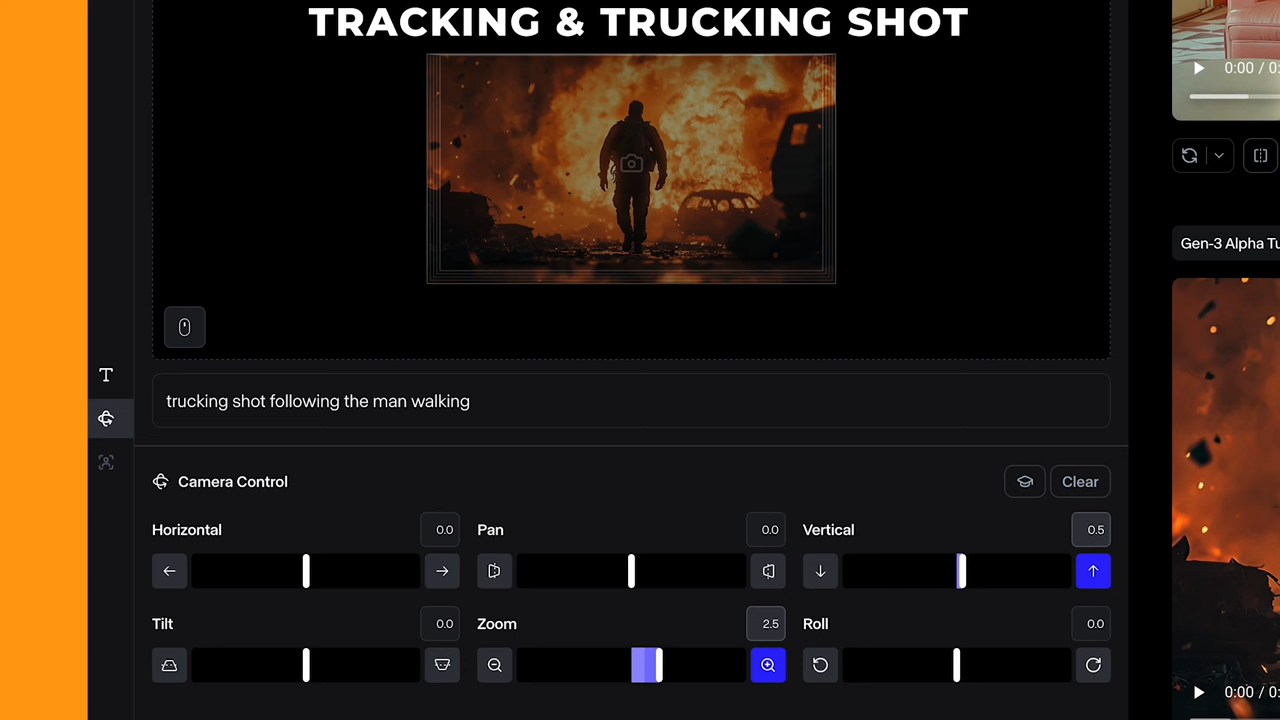 TRACKING & TRUCKING SHOT
0:00 / 0:
Gen-3 Alpha Tu
T
trucking shot following the man walking
Camera Control
Clear
Horizontal 0.0
Pan 0.0
Vertical 0.5
Tilt 0.0
Zoom 2.5
Roll 0.0
0:00 / 0: